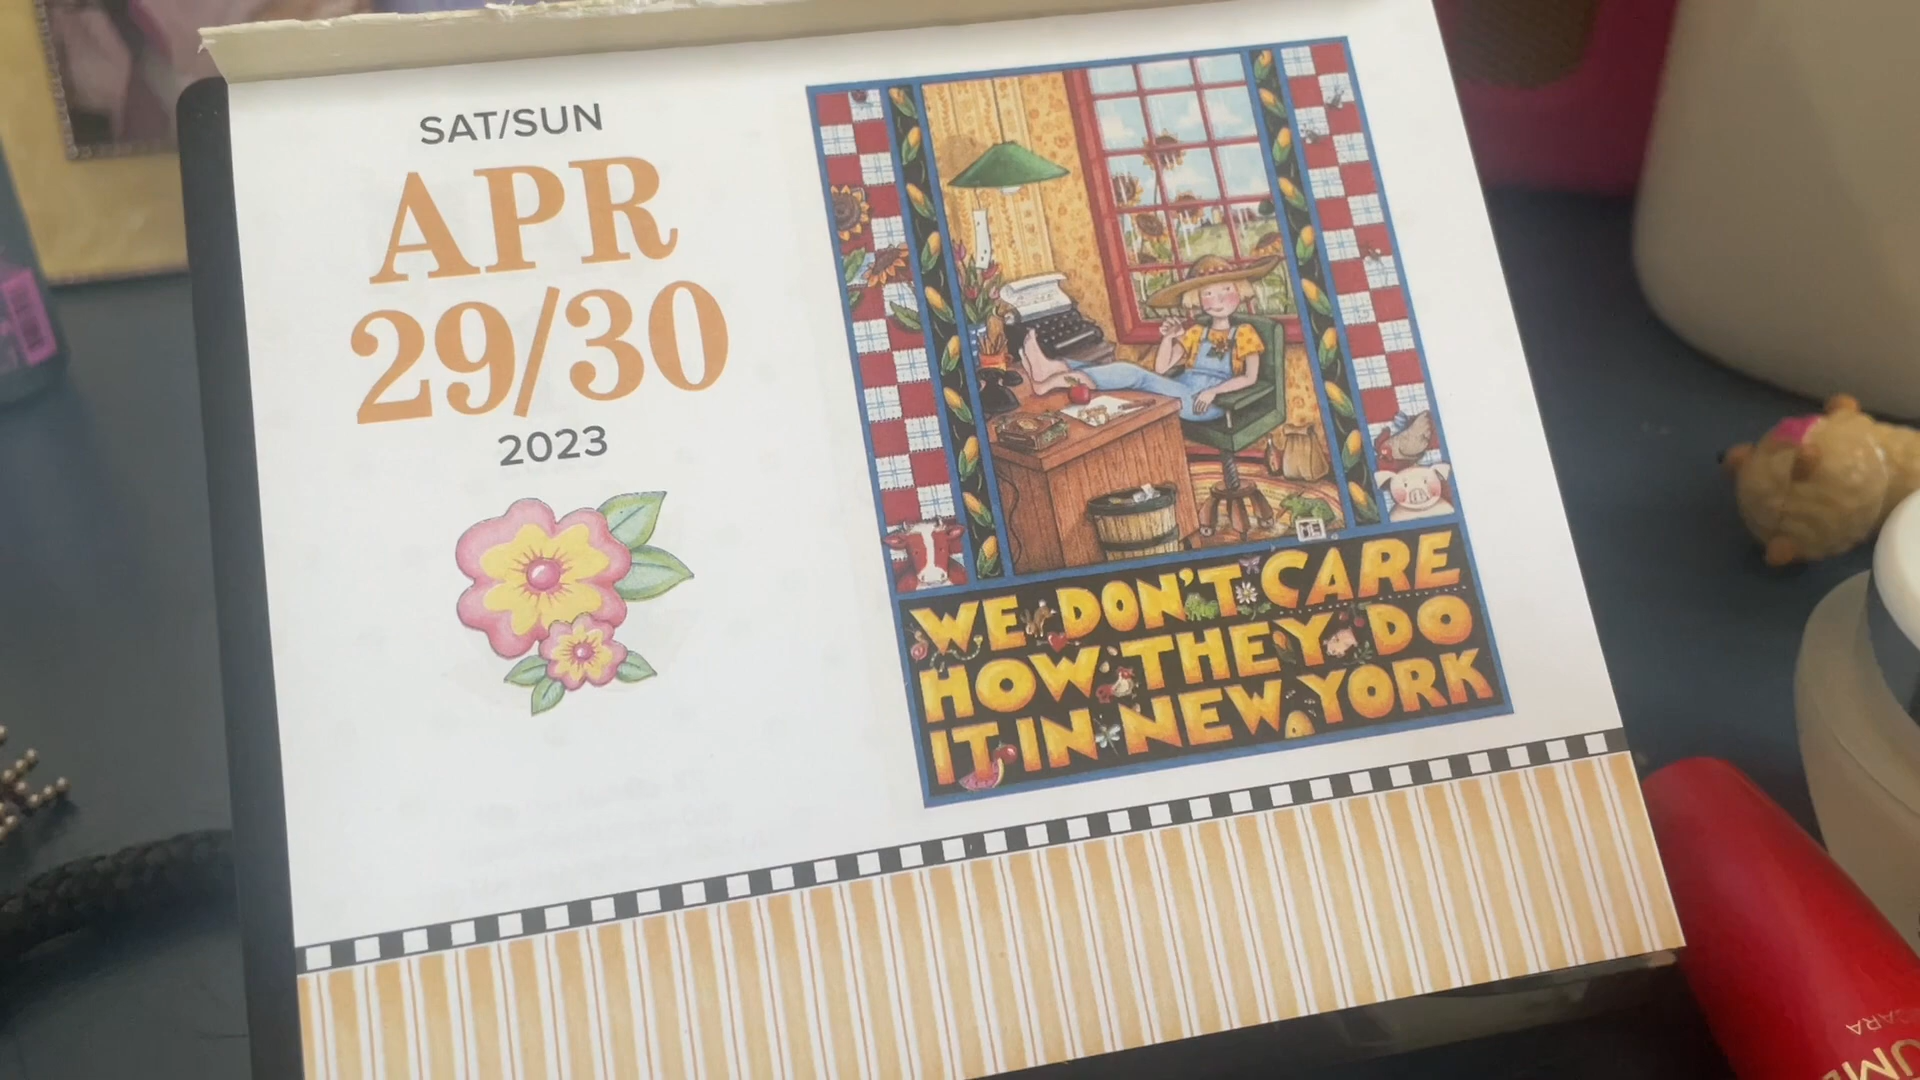 SAT/SUN
APR
29/30
2023
WE DON'T CARE
HOW THEY DO
IT IN NEW YORK